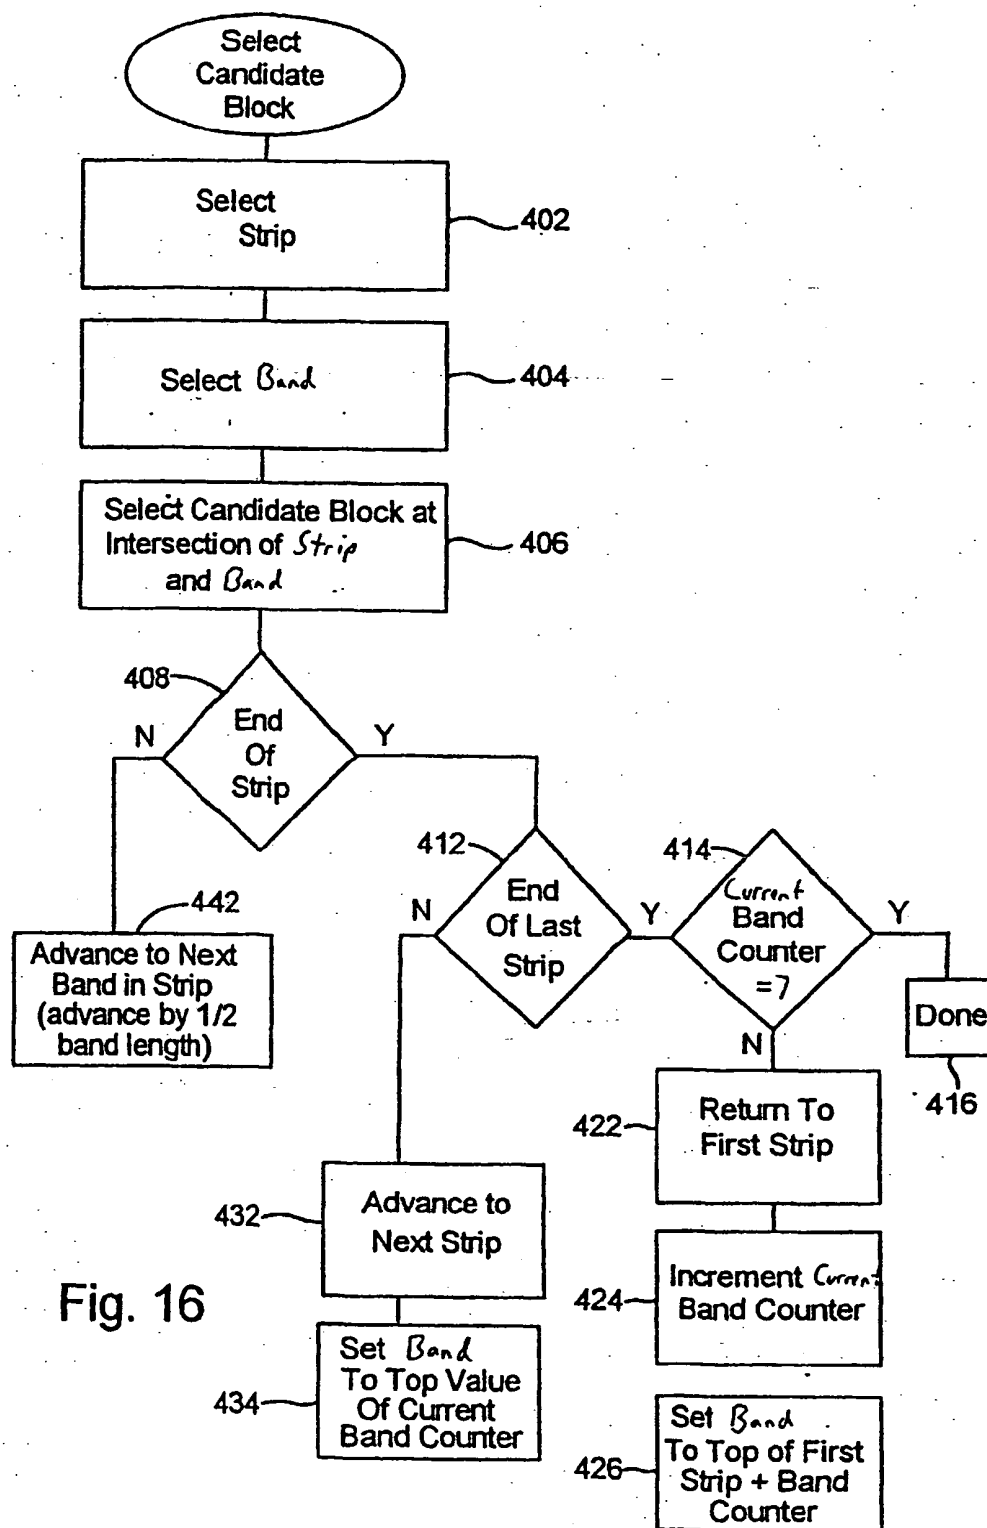 Select
Candidate
Block
Select
Strip
402
Select Band
404
Select Candidate Block at
Intersection of Strip
and Band
406
408
End
Of
Strip
N
Y
442
Advance to Next
Band in Strip
(advance by 1/2
band length)
412
End
Of Last
Strip
N
Y
414
Current
Band
Counter
=7
Y
N
Done
416
422
Return To
First Strip
432
Advance to
Next Strip
424
Increment Current
Band Counter
Fig. 16
434
Set Band
To Top Value
Of Current
Band Counter
426
Set Band
To Top of First
Strip + Band
Counter